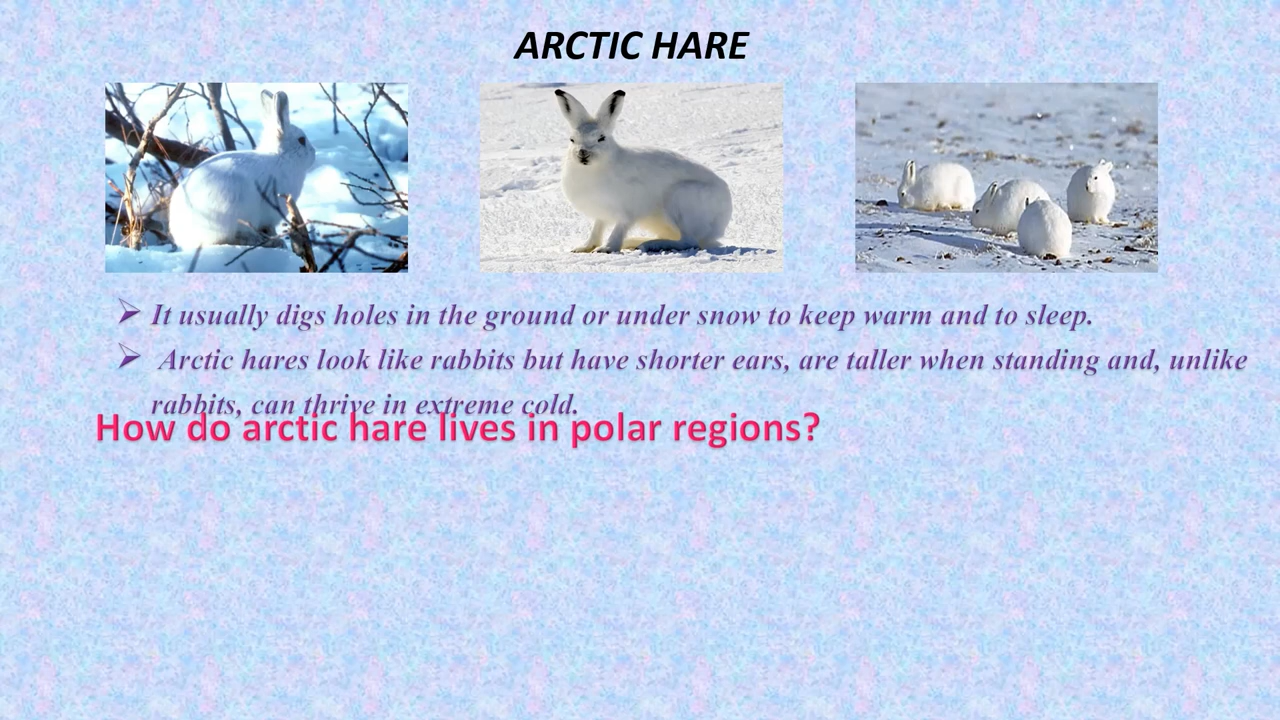 ARCTIC HARE
It usually digs holes in the ground or under snow to keep warm and to sleep.
Arctic hares look like rabbits but have shorter ears, are taller when standing and, unlike
rabbits, can thrive in extreme cold.
How do arctic hare lives in polar regions?